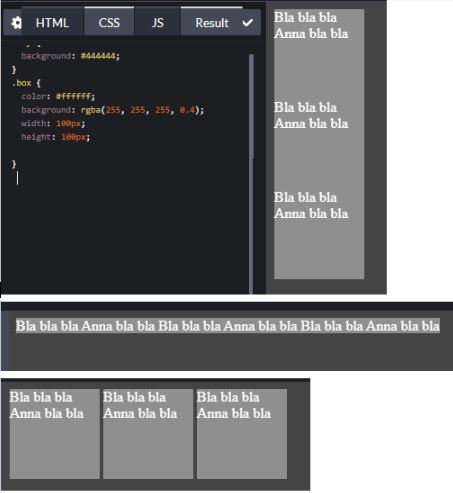 HTML CSS JS Result
background: #444444;
}
.box {
color: #ffffff;
background: rgba(255, 255, 255, 0.4);
width: 100px;
height: 100px;
}
Bla bla bla
Anna bla bla
Bla bla bla
Anna bla bla
Bla bla bla
Anna bla bla
Bla bla bla Anna bla bla Bla bla bla Anna bla bla Bla bla bla Anna bla bla
Bla bla bla Bla bla bla Bla bla bla
Anna bla bla Anna bla bla Anna bla bla